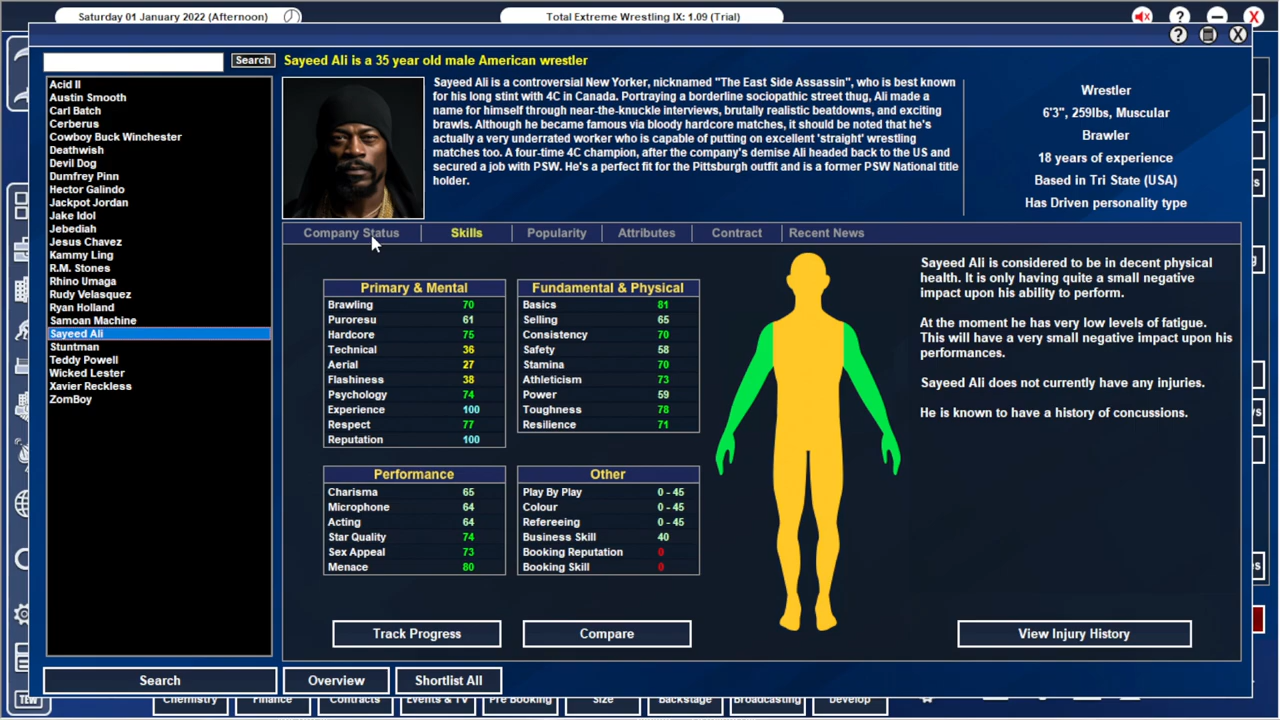 Saturday 01 January 2022 (Afternoon)
Total Extreme Wrestling IX: 1.09 (Trial)
Search
Sayeed Ali is a 35 year old male American wrestler
Acid II
Austin Smooth
Carl Batch
Cerberus
Cowboy Buck Winchester
Deathwish
Devil Dog
Dumfrey Pinn
Hector Galindo
Jackpot Jordan
Jake Idol
Jebediah
Jesus Chavez
Kammy Ling
R.M. Stones
Rhino Umaga
Rudy Velasquez
Ryan Holland
Samoan Machine
Sayeed Ali
Stuntman
Teddy Powell
Wicked Lester
Xavier Reckless
ZomBoy
Sayeed Ali is a controversial New Yorker, nicknamed "The East Side Assassin", who is best known
for his long stint with 4C in Canada. Portraying a borderline sociopathic street thug, Ali made a
name for himself through near-the-knuckle interviews, brutally realistic beatdowns, and exciting
brawls. Although he became famous via bloody hardcore matches, it should be noted that he's
actually a very underrated worker who is capable of putting on excellent 'straight' wrestling
matches too. A four-time 4C champion, after the company's demise Ali headed back to the US and
secured a job with PSW. He's a perfect fit for the Pittsburgh outfit and is a former PSW National title
holder.
Wrestler
6'3", 259lbs, Muscular
Brawler
18 years of experience
Based in Tri State (USA)
Has Driven personality type
Company Status Skills Popularity Attributes Contract Recent News
Primary & Mental
Brawling 70
Puroresu 61
Hardcore 75
Technical 36
Aerial 27
Flashiness 38
Psychology 74
Experience 100
Respect 77
Reputation 100
Fundamental & Physical
Basics 81
Selling 65
Consistency 70
Safety 58
Stamina 70
Athleticism 73
Power 59
Toughness 78
Resilience 71
Performance
Charisma 65
Microphone 64
Acting 64
Star Quality 74
Sex Appeal 73
Menace 80
Other
Play By Play 0 - 45
Colour 0 - 45
Refereeing 0 - 45
Business Skill 40
Booking Reputation 0
Booking Skill 0
Sayeed Ali is considered to be in decent physical
health. It is only having quite a small negative
impact upon his ability to perform.
At the moment he has very low levels of fatigue.
This will have a very small negative impact upon his
performances.
Sayeed Ali does not currently have any injuries.
He is known to have a history of concussions.
Track Progress
Compare
View Injury History
Search
Overview
Shortlist All
TEW
Chemistry Finance Contracts Events & TV Pre Booking Size Backstage Broadcasting Develop